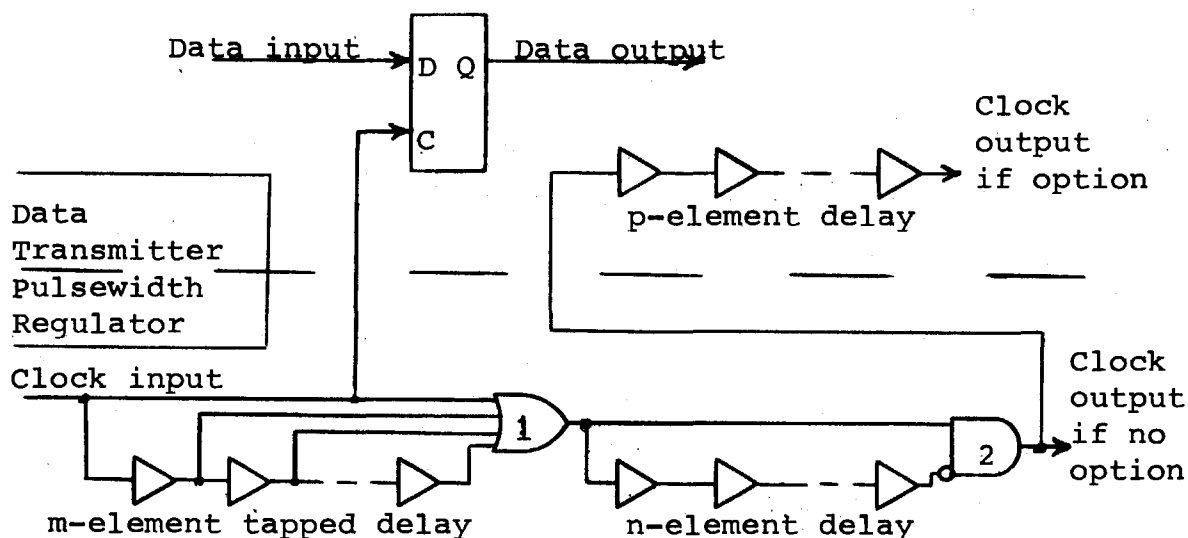 Data input
Data output
D Q
C
Clock
output
if option
p-element delay
Data
Transmitter
Pulsewidth
Regulator
Clock input
1
2
Clock
output
if no
option
m-element tapped delay
n-element delay